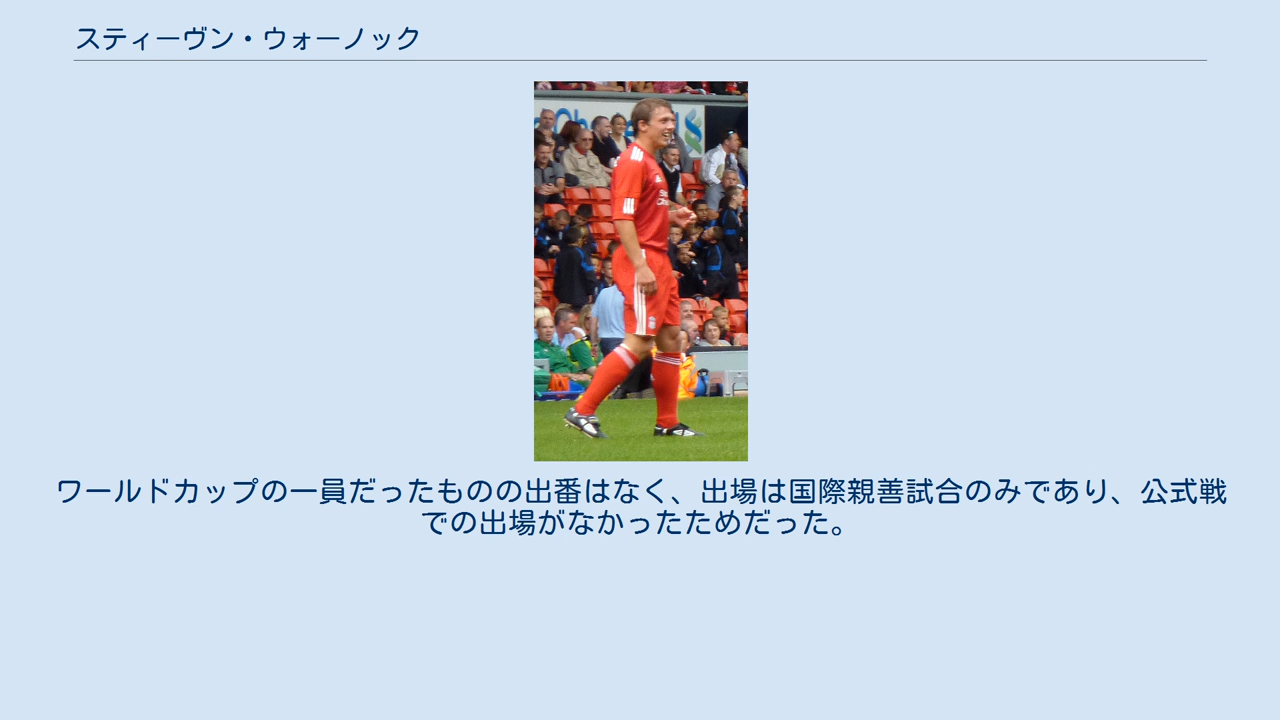 スティーヴン・ウォーノック
ワールドカップの一員だったものの出番はなく、出場は国際親善試合のみであり、公式戦
での出場がなかったためだった。